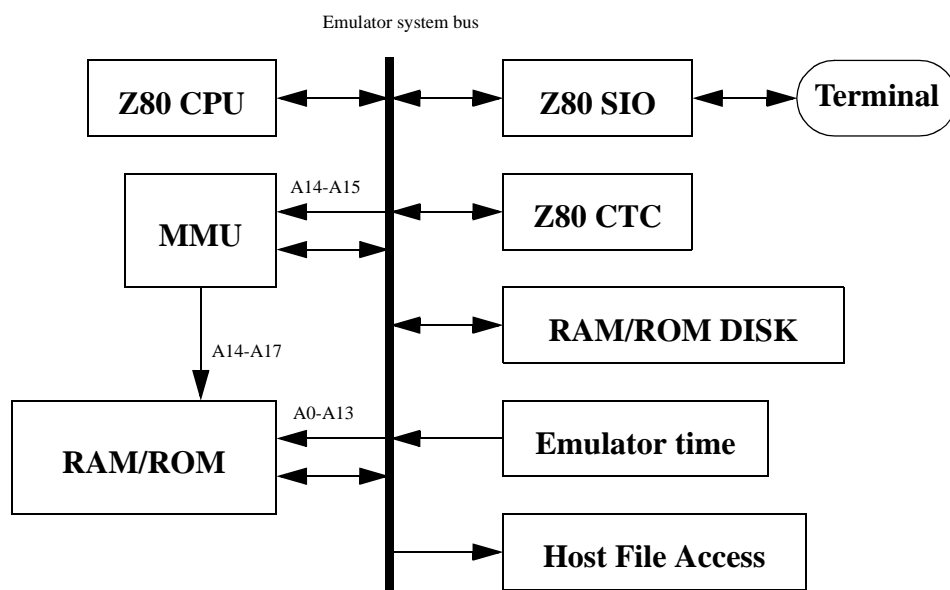 Emulator system bus
Z80 CPU
Z80 SIO
Terminal
A14-A15
MMU
Z80 CTC
RAM/ROM DISK
A14-A17
A0-A13
RAM/ROM
Emulator time
Host File Access